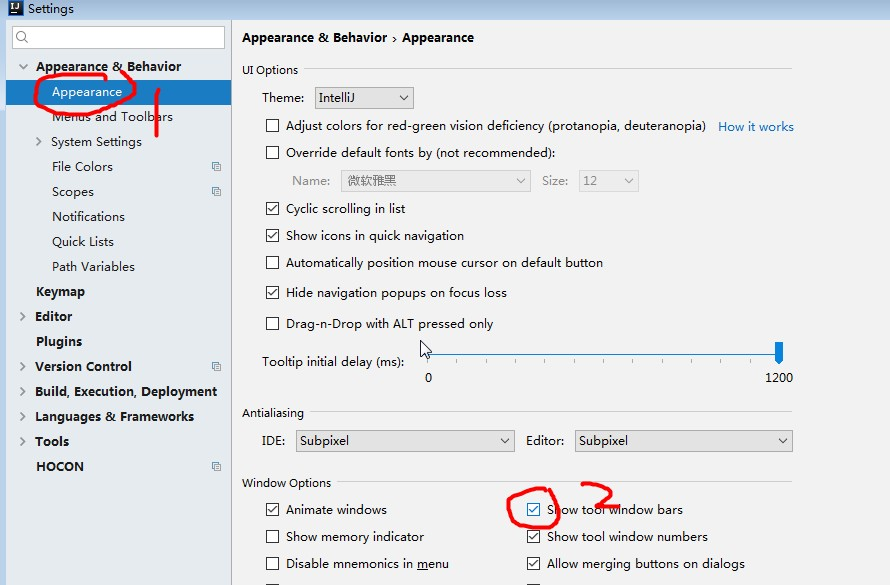 Settings
Appearance & Behavior
Appearance
Menus and Toolbars
System Settings
File Colors
Scopes
Notifications
Quick Lists
Path Variables
Keymap
Editor
Plugins
Version Control
Build, Execution, Deployment
Languages & Frameworks
Tools
HOCON
1
Appearance & Behavior › Appearance
UI Options
Theme: IntelliJ
Adjust colors for red-green vision deficiency (protanopia, deuteranopia) How it works
Override default fonts by (not recommended):
Name: 微软雅黑 Size: 12
Cyclic scrolling in list
Show icons in quick navigation
Automatically position mouse cursor on default button
Hide navigation popups on focus loss
Drag-n-Drop with ALT pressed only
Tooltip initial delay (ms):
0 1200
Antialiasing
IDE: Subpixel Editor: Subpixel
Window Options
2
Animate windows Show tool window bars
Show memory indicator Show tool window numbers
Disable mnemonics in menu Allow merging buttons on dialogs